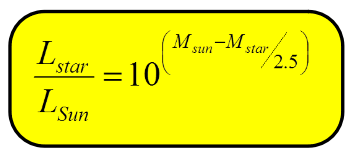 L_star / L_Sun = 10^(M_sun − M_star / 2.5)